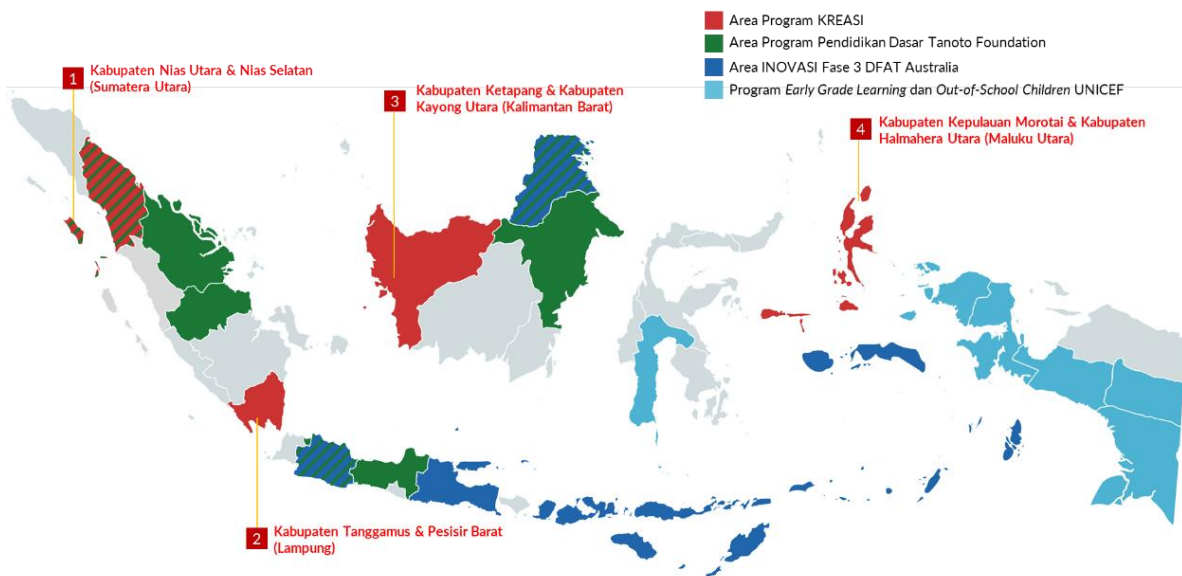 Area Program KREASI
Area Program Pendidikan Dasar Tanoto Foundation
Area INOVASI Fase 3 DFAT Australia
Program Early Grade Learning dan Out-of-School Children UNICEF
1
Kabupaten Nias Utara & Nias Selatan
(Sumatera Utara)
3
Kabupaten Ketapang & Kabupaten
Kayong Utara (Kalimantan Barat)
4
Kabupaten Kepulauan Morotai & Kabupaten
Halmahera Utara (Maluku Utara)
2
Kabupaten Tanggamus & Pesisir Barat
(Lampung)